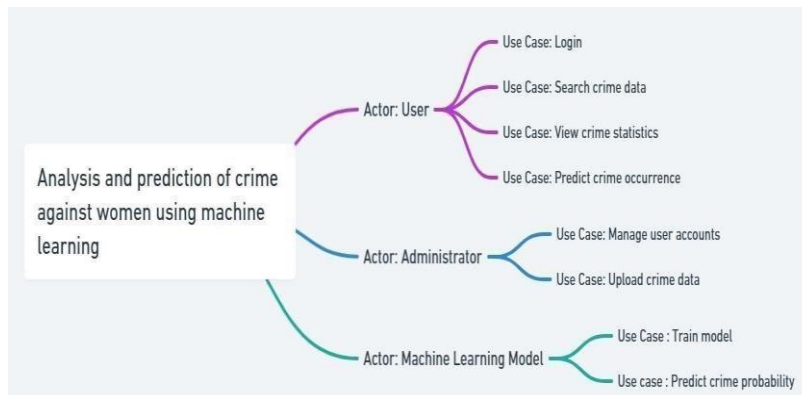 Analysis and prediction of crime
against women using machine
learning
Actor: User
Use Case: Login
Use Case: Search crime data
Use Case: View crime statistics
Use Case: Predict crime occurrence
Actor: Administrator
Use Case: Manage user accounts
Use Case: Upload crime data
Actor: Machine Learning Model
Use Case : Train model
Use case : Predict crime probability